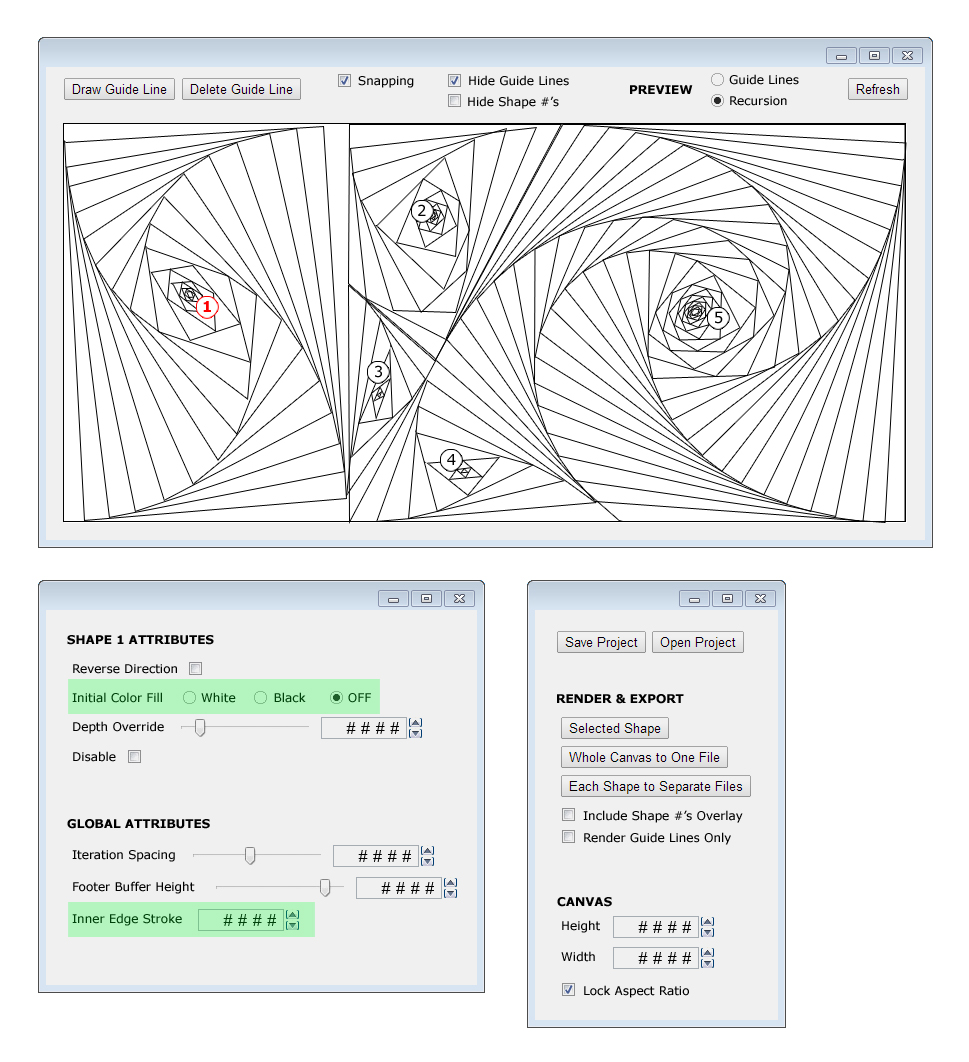 Draw Guide Line Delete Guide Line Snapping Hide Guide Lines PREVIEW Guide Lines Refresh
Hide Shape #'s Recursion
2
1
5
3
4
SHAPE 1 ATTRIBUTES
Reverse Direction
Initial Color Fill White Black OFF
Depth Override # # # #
Disable
GLOBAL ATTRIBUTES
Iteration Spacing # # # #
Footer Buffer Height # # # #
Inner Edge Stroke # # # #
Save Project Open Project
RENDER & EXPORT
Selected Shape
Whole Canvas to One File
Each Shape to Separate Files
Include Shape #'s Overlay
Render Guide Lines Only
CANVAS
Height # # # #
Width # # # #
Lock Aspect Ratio